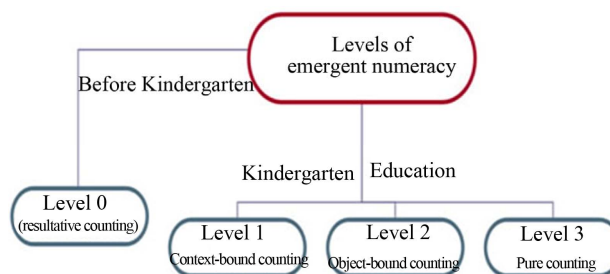 Levels of
emergent numeracy
Before Kindergarten
Kindergarten Education
Level 0
(resultative counting)
Level 1
Context-bound counting
Level 2
Object-bound counting
Level 3
Pure counting